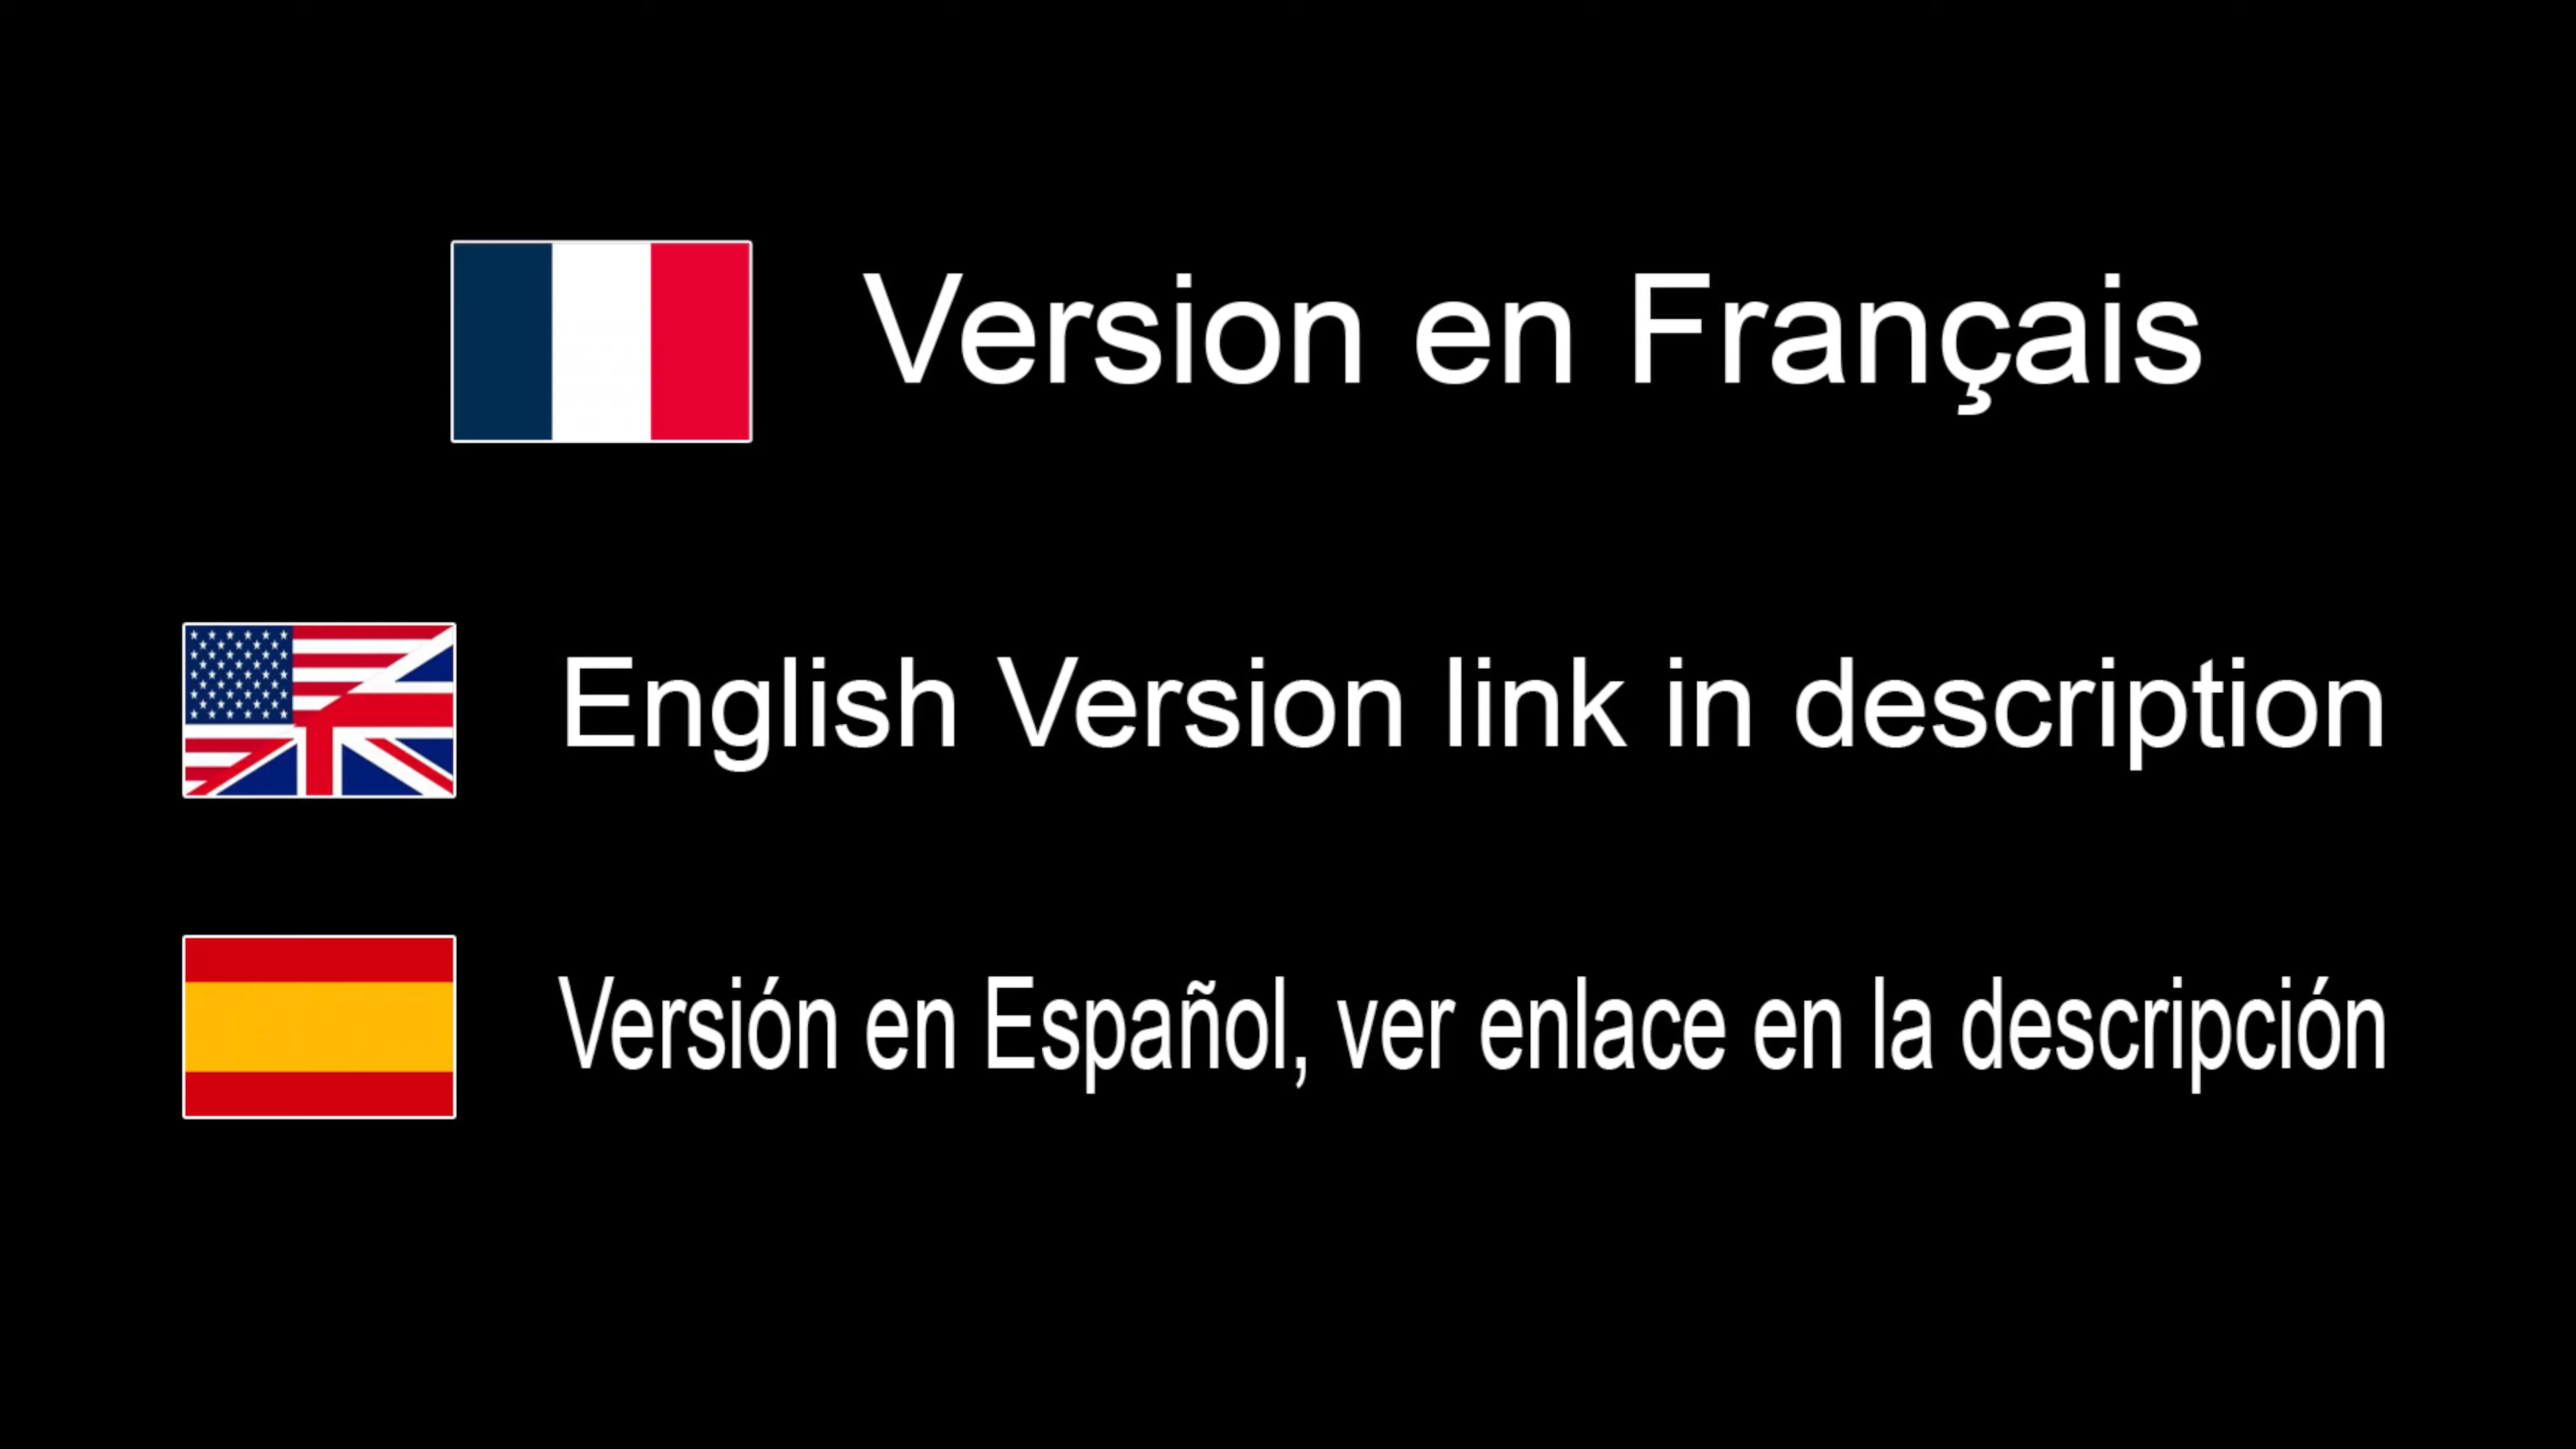 Version en Français
English Version link in description
Versión en Español, ver enlace en la descripción